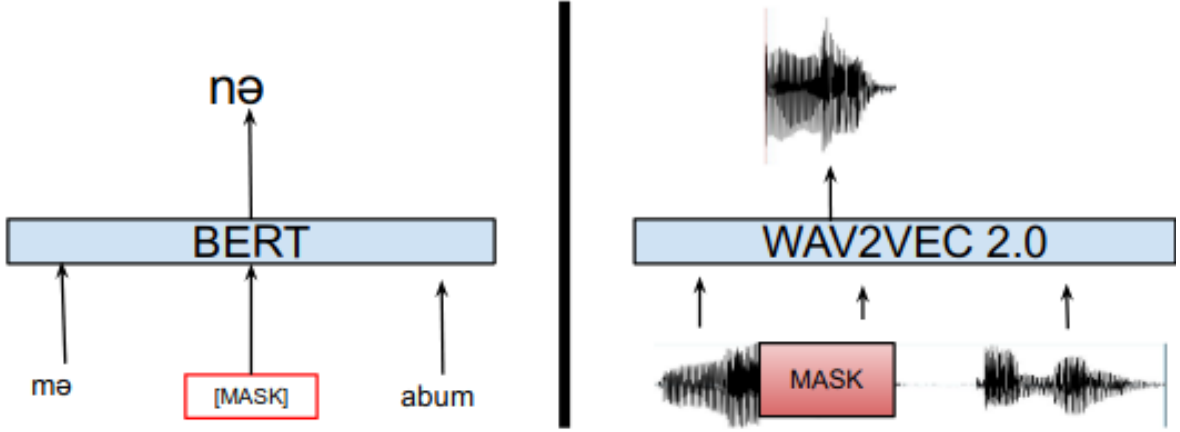 nə
BERT
mə
[MASK]
abum
WAV2VEC 2.0
MASK